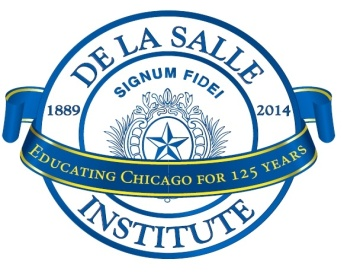 DE LA SALLE
SIGNUM FIDEI
1889
2014
EDUCATING CHICAGO FOR 125 YEARS
INSTITUTE